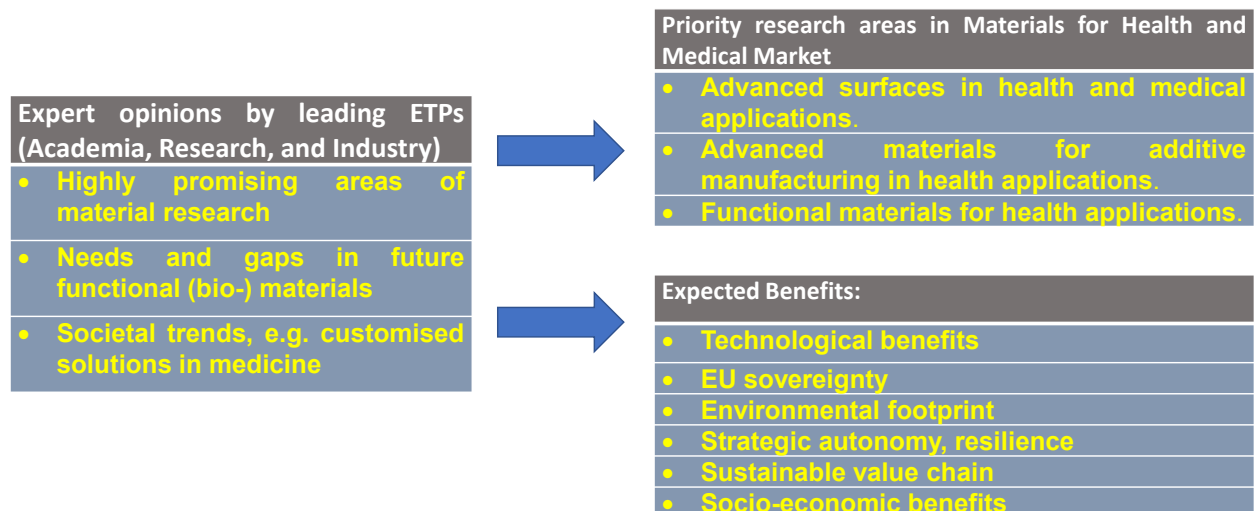 Expert opinions by leading ETPs
(Academia, Research, and Industry)
• Highly promising areas of
material research
• Needs and gaps in future
functional (bio-) materials
• Societal trends, e.g. customised
solutions in medicine
Priority research areas in Materials for Health and
Medical Market
• Advanced surfaces in health and medical
applications.
• Advanced materials for additive
manufacturing in health applications.
• Functional materials for health applications.
Expected Benefits:
• Technological benefits
• EU sovereignty
• Environmental footprint
• Strategic autonomy, resilience
• Sustainable value chain
• Socio-economic benefits